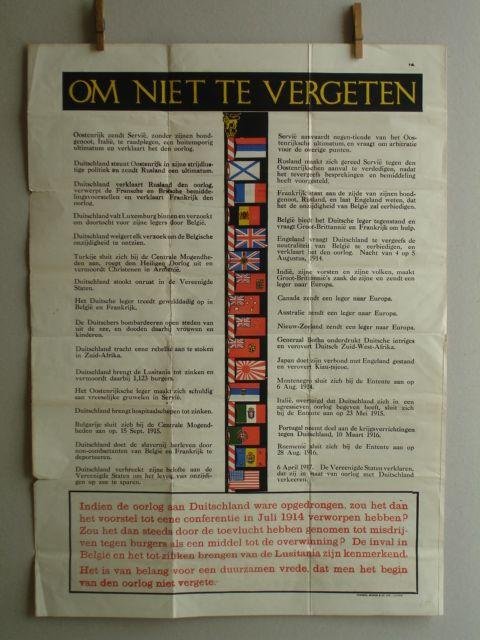 OM NIET TE VERGETEN
Oostenrijk zendt Servië, zonder zijnen bond-
genoot, Italië, te raadplegen, een buitensporig
ultimatum en verklaart het den oorlog.
Duitschland steunt Oostenrijk in zijne strijdlus-
tige politiek en zendt Rusland een ultimatum.
Duitschland verklaart Rusland den oorlog,
verwerpt de Fransche en Britsche bemidde-
lingsvoorstellen en verklaart Frankrijk den
oorlog.
Duitschland valt Luxemburg binnen en verzoekt
om doortocht voor zijne legers door België.
Duitschland weigert elk verzoek om de Belgische
onzijdigheid te ontzien.
Turkije sluit zich bij de Centrale Mogendhe-
den aan, roept den Heiligen Oorlog uit en
vermoordt Christenen in Armenië.
Duitschland stookt onrust in de Vereenigde
Staten.
Het Duitsche leger treedt gewelddadig op in
België en Frankrijk.
De Duitschers bombardeeren open steden van
uit de zee, en dooden daarbij vrouwen en
kinderen.
Duitschland tracht eene rebellie aan te stoken
in Zuid-Afrika.
Duitschland brengt de Lusitania tot zinken en
vermoordt daarbij 1,123 burgers.
Het Oostenrijksche leger maakt zich schuldig
aan vreeselijke gruwelen in Servië.
Duitschland brengt hospitaalschepen tot zinken.
Bulgarije sluit zich bij de Centrale Mogend-
heden aan op 15 Sept. 1915.
Duitschland doet de slavernij herleven door
non-combattanten van België en Frankrijk te
deporteeren.
Duitschland verbreekt zijne belofte aan de
Vereenigde Staten om het leven van onzijdi-
gen op zee te sparen.
Servië aanvaardt negen-tiende van het Oos-
tenrijksche ultimatum, en vraagt om arbitratie
voor de overige punten.
Rusland maakt zich gereed Servië tegen den
Oostenrijkschen aanval te verdedigen, nadat
het tevergeefs besprekingen en bemiddeling
heeft voorgesteld.
Frankrijk staat aan de zijde van zijnen bond-
genoot, Rusland, en laat Engeland weten, dat
het de onzijdigheid van België zal eerbiedigen.
België biedt het Duitsche leger tegenstand en
vraagt Groot-Brittannië en Frankrijk om hulp.
Engeland vraagt Duitschland te vergeefs de
neutraliteit van België te eerbiedigen, en
verklaart het den oorlog. Nacht van 4 op 5
Augustus, 1914.
Indië, zijne vorsten en zijne volken, maakt
Groot-Brittannië's zaak de zijne en zendt een
leger naar Europa.
Canada zendt een leger naar Europa.
Australië zendt een leger naar Europa.
Nieuw-Zeeland zendt een leger naar Europa.
Generaal Botha onderdrukt Duitsche intriges
en verovert Duitsch Zuid-West-Afrika.
Japan doet zijn verbond met Engeland gestand
en verovert Kiau-tsjoue.
Montenegro sluit zich bij de Entente aan op
6 Aug. 1914.
Italië, overtuigd dat Duitschland zich in een
agressieven oorlog begeven heeft, sluit zich
bij de Entente aan op 23 Mei 1915.
Portugal neemt deel aan de krijgsverrichtingen
tegen Duitschland, 10 Maart 1916.
Roemenië sluit zich bij de Entente aan op
28 Aug. 1916.
6 April 1917. De Vereenigde Staten verklaren,
dat zij in staat van oorlog met Duitschland
verkeeren.
Indien de oorlog aan Duitschland ware opgedrongen, zou het dan
het voorstel tot eene conferentie in Juli 1914 verworpen hebben?
Zou het dan steeds door de toevlucht hebben genomen tot misdrij-
ven tegen burgers als een middel tot de overwinning? De inval in
België en het tot zinken brengen van de Lusitania zijn kenmerkend.
Het is van belang voor een duurzamen vrede, dat men het begin
van den oorlog niet vergete.